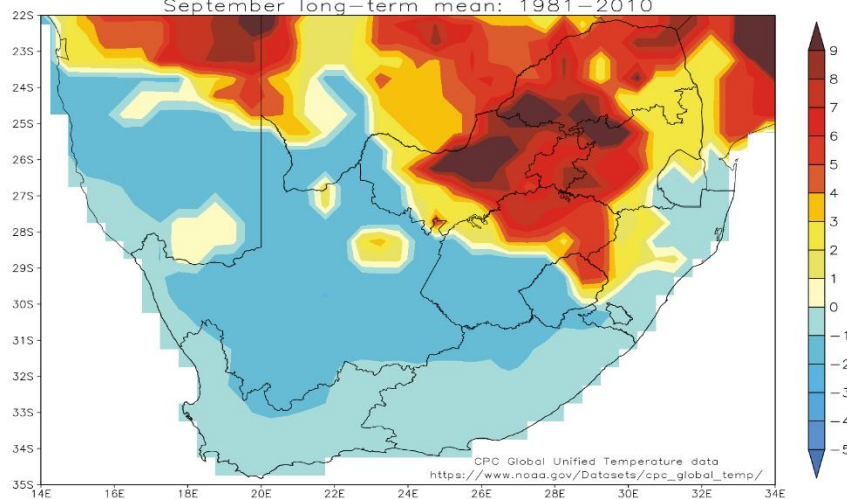 September long-term mean: 1981-2010
22S
23S
24S
25S
26S
27S
28S
29S
30S
31S
32S
33S
34S
35S
14E 16E 18E 20E 22E 24E 26E 28E 30E 32E 34E
9
8
7
6
5
4
3
2
1
0
-1
-2
-3
-4
-5
CPC Global Unified Temperature data
https://www.noaa.gov/Datasets/cpc_global_temp/